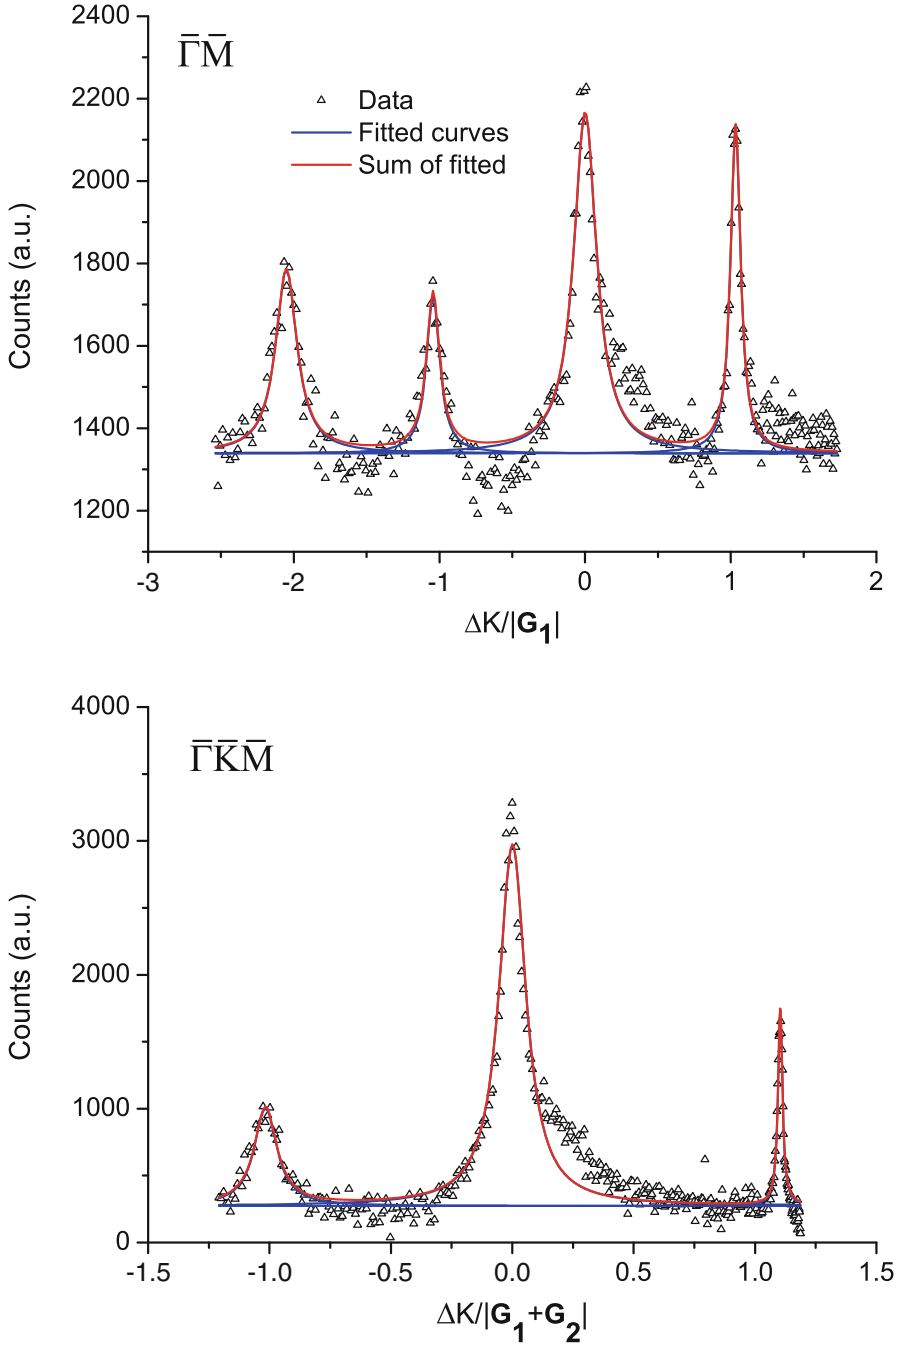 2400
Γ̄M̄
2200
Data
Fitted curves
2000
Sum of fitted
1800
1600
1400
1200
Counts (a.u.)
-3 -2 -1 0 1 2
ΔK/|G₁|
4000
Γ̄K̄M̄
3000
2000
1000
0
Counts (a.u.)
-1.5 -1.0 -0.5 0.0 0.5 1.0 1.5
ΔK/|G₁+G₂|